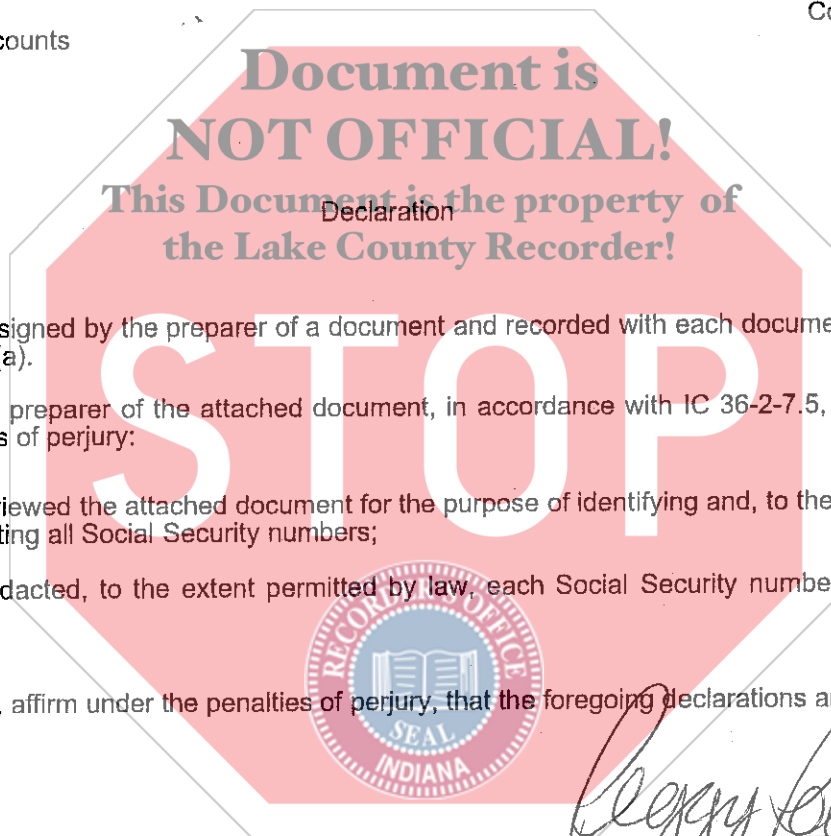 Co
counts
Document is
NOT OFFICIAL!
This Document is the property of
Declaration
the Lake County Recorder!
signed by the preparer of a document and recorded with each docume
(a).
STOP
preparer of the attached document, in accordance with IC 36-2-7.5,
s of perjury:
iewed the attached document for the purpose of identifying and, to the
ting all Social Security numbers;
dacted, to the extent permitted by law, each Social Security numbe
RECORDER'S OFFICE
, affirm under the penalties of perjury, that the foregoing declarations a
SEAL
INDIANA
Peggy